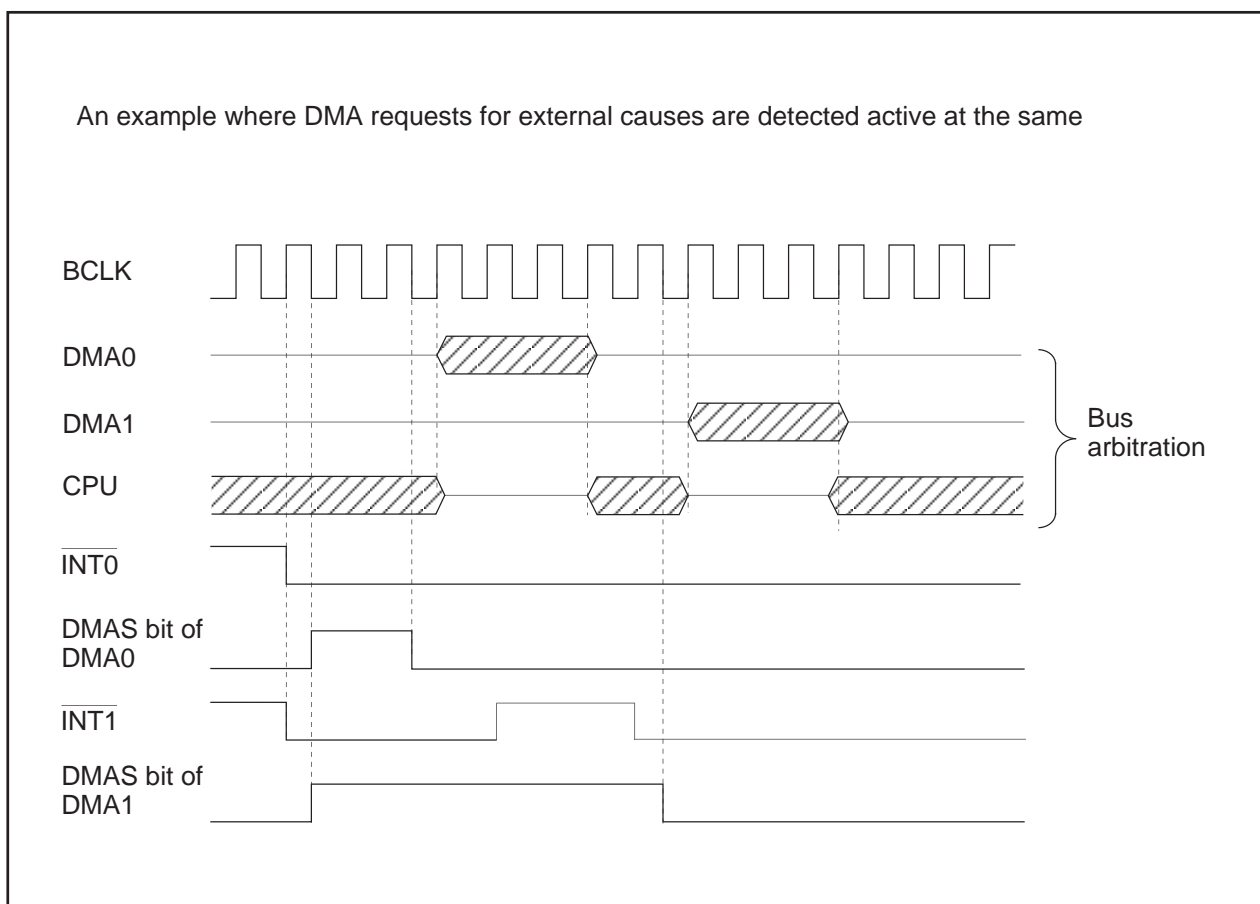 An example where DMA requests for external causes are detected active at the same
BCLK
DMA0
DMA1
CPU
Bus
arbitration
INT0
DMAS bit of
DMA0
INT1
DMAS bit of
DMA1